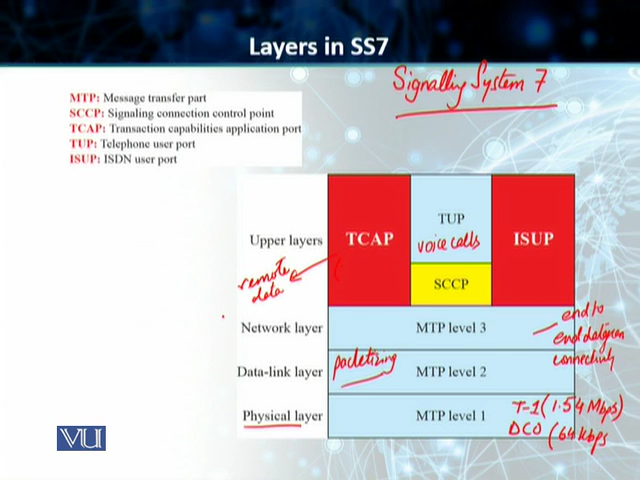 Layers in SS7
Signalling System 7
MTP: Message transfer part
SCCP: Signaling connection control point
TCAP: Transaction capabilities application port
TUP: Telephone user port
ISUP: ISDN user port
Upper layers
TCAP
TUP
voice calls
SCCP
ISUP
remote
data
Network layer
MTP level 3
end to
end datagram
connectivity
Data-link layer
packetizing
MTP level 2
Physical layer
MTP level 1
T-1 (1.54 Mbps)
DCO (64 kbps
VU